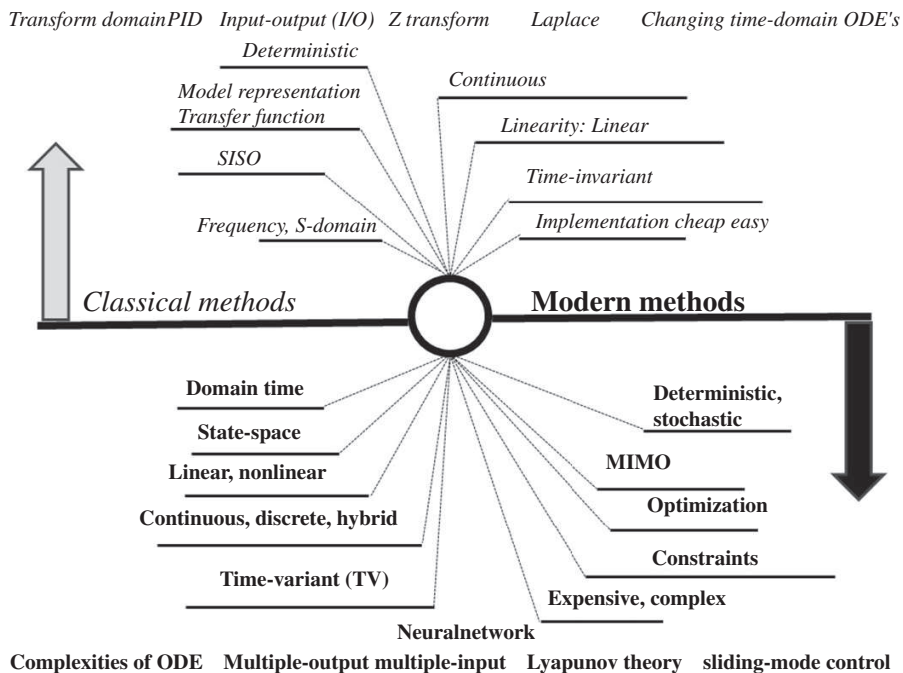 Transform domain PID Input-output (I/O) Z transform Laplace Changing time-domain ODE's
Deterministic
Continuous
Model representation
Transfer function
Linearity: Linear
SISO
Time-invariant
Frequency, S-domain
Implementation cheap easy
Classical methods
Modern methods
Domain time
Deterministic,
stochastic
State-space
MIMO
Linear, nonlinear
Optimization
Continuous, discrete, hybrid
Constraints
Time-variant (TV)
Expensive, complex
Neuralnetwork
Complexities of ODE Multiple-output multiple-input Lyapunov theory sliding-mode control